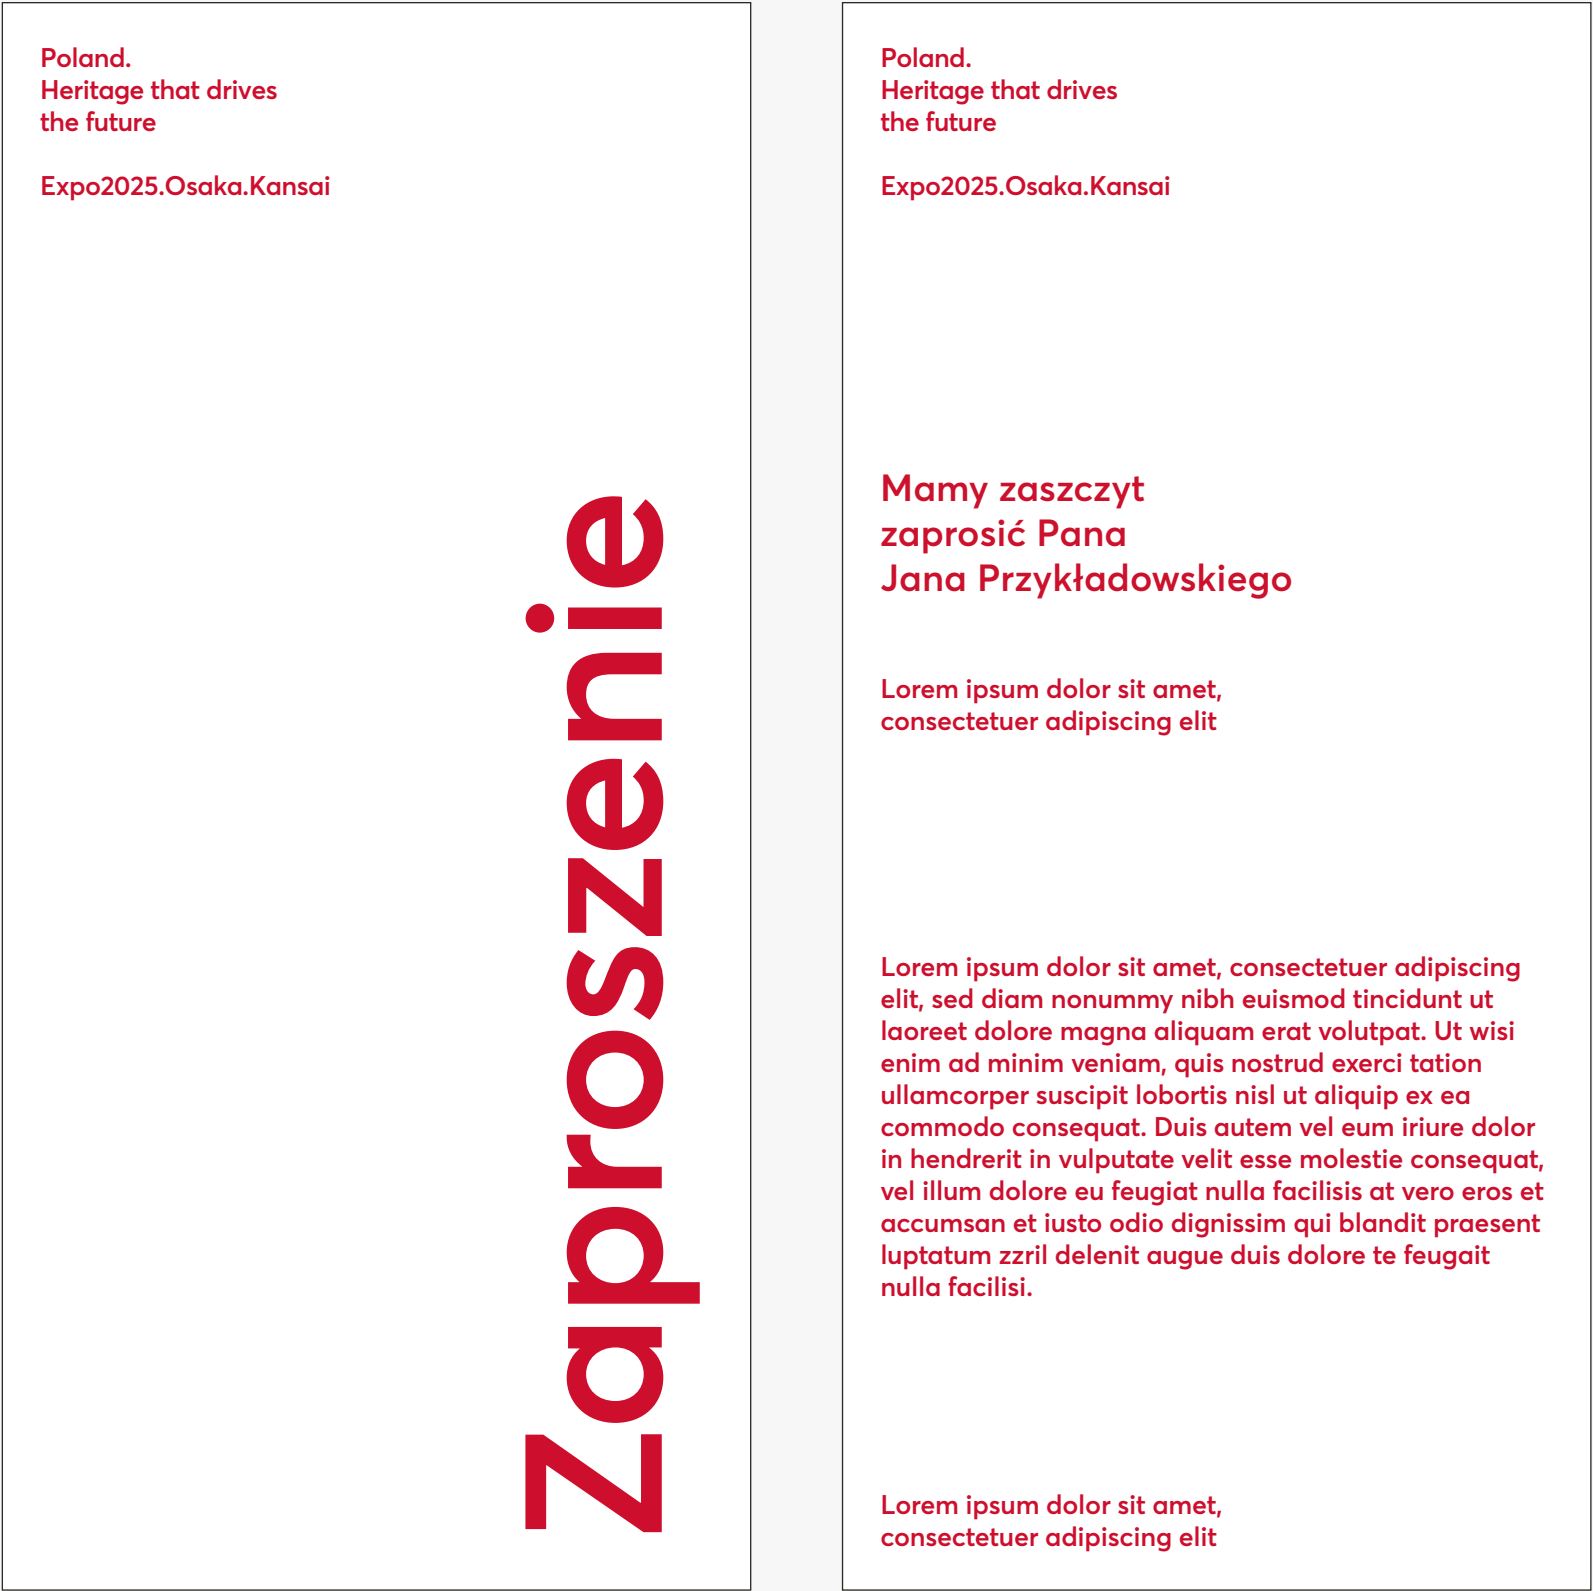 Poland.
Heritage that drives
the future
Expo2025.Osaka.Kansai
Zaproszenie
Poland.
Heritage that drives
the future
Expo2025.Osaka.Kansai
Mamy zaszczyt
zaprosić Pana
Jana Przykładowskiego
Lorem ipsum dolor sit amet,
consectetuer adipiscing elit
Lorem ipsum dolor sit amet, consectetuer adipiscing
elit, sed diam nonummy nibh euismod tincidunt ut
laoreet dolore magna aliquam erat volutpat. Ut wisi
enim ad minim veniam, quis nostrud exerci tation
ullamcorper suscipit lobortis nisl ut aliquip ex ea
commodo consequat. Duis autem vel eum iriure dolor
in hendrerit in vulputate velit esse molestie consequat,
vel illum dolore eu feugiat nulla facilisis at vero eros et
accumsan et iusto odio dignissim qui blandit praesent
luptatum zzril delenit augue duis dolore te feugait
nulla facilisi.
Lorem ipsum dolor sit amet,
consectetuer adipiscing elit